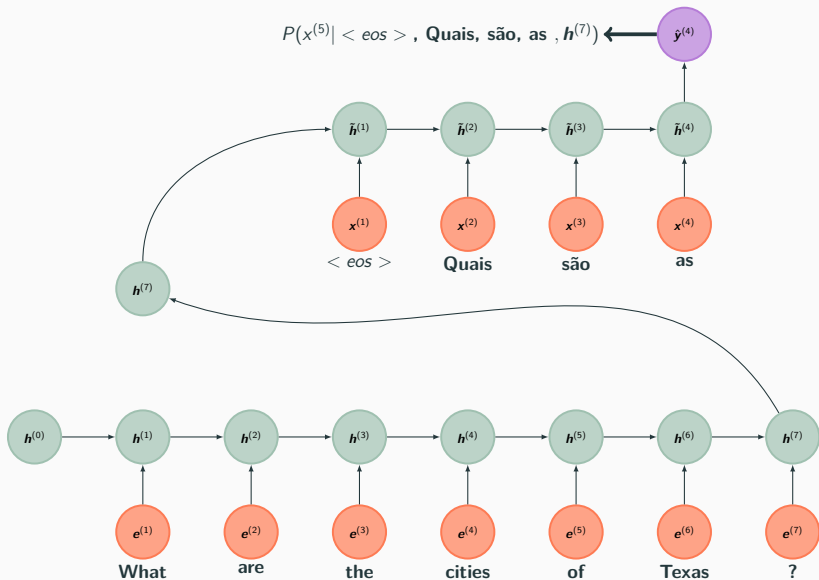 P(x^(5)| < eos > , Quais, são, as , h^(7)) ŷ^(4)
h̃^(1) h̃^(2) h̃^(3) h̃^(4)
x^(1) x^(2) x^(3) x^(4)
< eos > Quais são as
h^(7)
h^(0) h^(1) h^(2) h^(3) h^(4) h^(5) h^(6) h^(7)
e^(1) e^(2) e^(3) e^(4) e^(5) e^(6) e^(7)
What are the cities of Texas ?